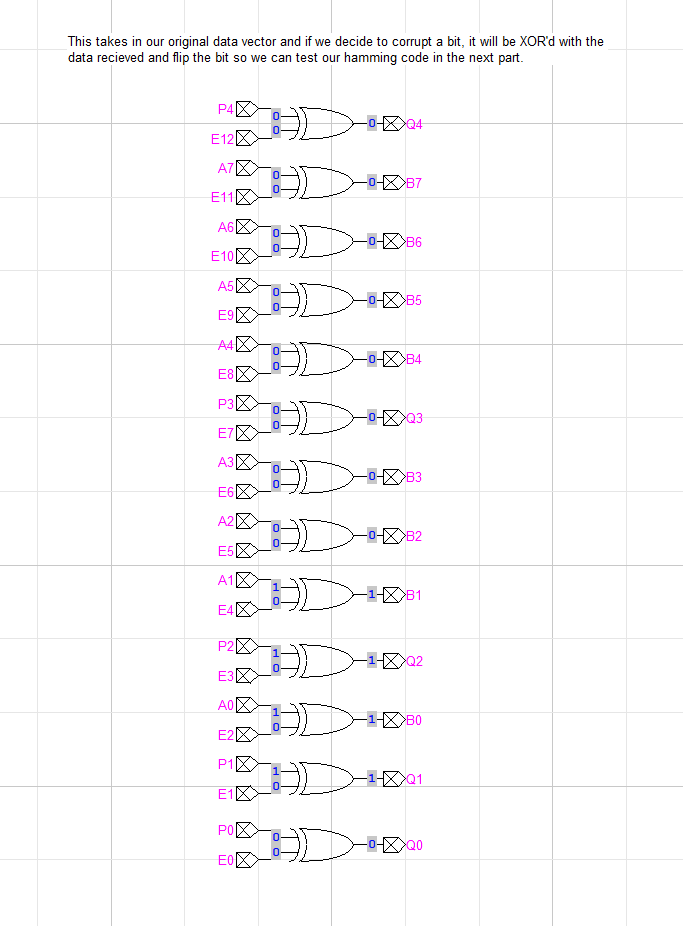 This takes in our original data vector and if we decide to corrupt a bit, it will be XOR'd with the
data recieved and flip the bit so we can test our hamming code in the next part.
P4 0
E12 0 0 Q4
A7 0
E11 0 0 B7
A6 0
E10 0 0 B6
A5 0
E9 0 0 B5
A4 0
E8 0 0 B4
P3 0
E7 0 0 Q3
A3 0
E6 0 0 B3
A2 0
E5 0 0 B2
A1 1
E4 0 1 B1
P2 1
E3 0 1 Q2
A0 1
E2 0 1 B0
P1 1
E1 0 1 Q1
P0 0
E0 0 0 Q0